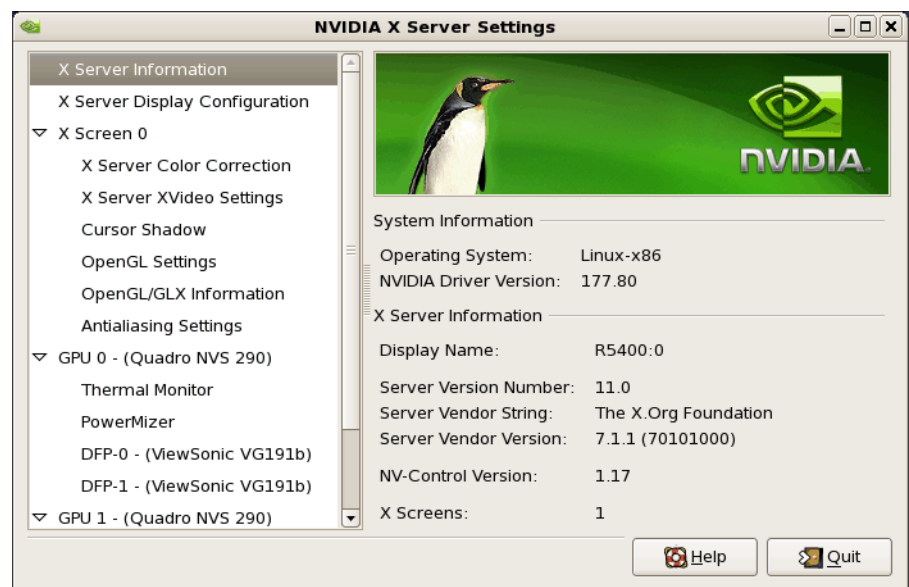 NVIDIA X Server Settings
X Server Information
X Server Display Configuration
X Screen 0
X Server Color Correction
X Server XVideo Settings
Cursor Shadow
OpenGL Settings
OpenGL/GLX Information
Antialiasing Settings
GPU 0 - (Quadro NVS 290)
Thermal Monitor
PowerMizer
DFP-0 - (ViewSonic VG191b)
DFP-1 - (ViewSonic VG191b)
GPU 1 - (Quadro NVS 290)
NVIDIA.
System Information
Operating System: Linux-x86
NVIDIA Driver Version: 177.80
X Server Information
Display Name: R5400:0
Server Version Number: 11.0
Server Vendor String: The X.Org Foundation
Server Vendor Version: 7.1.1 (70101000)
NV-Control Version: 1.17
X Screens: 1
Help
Quit